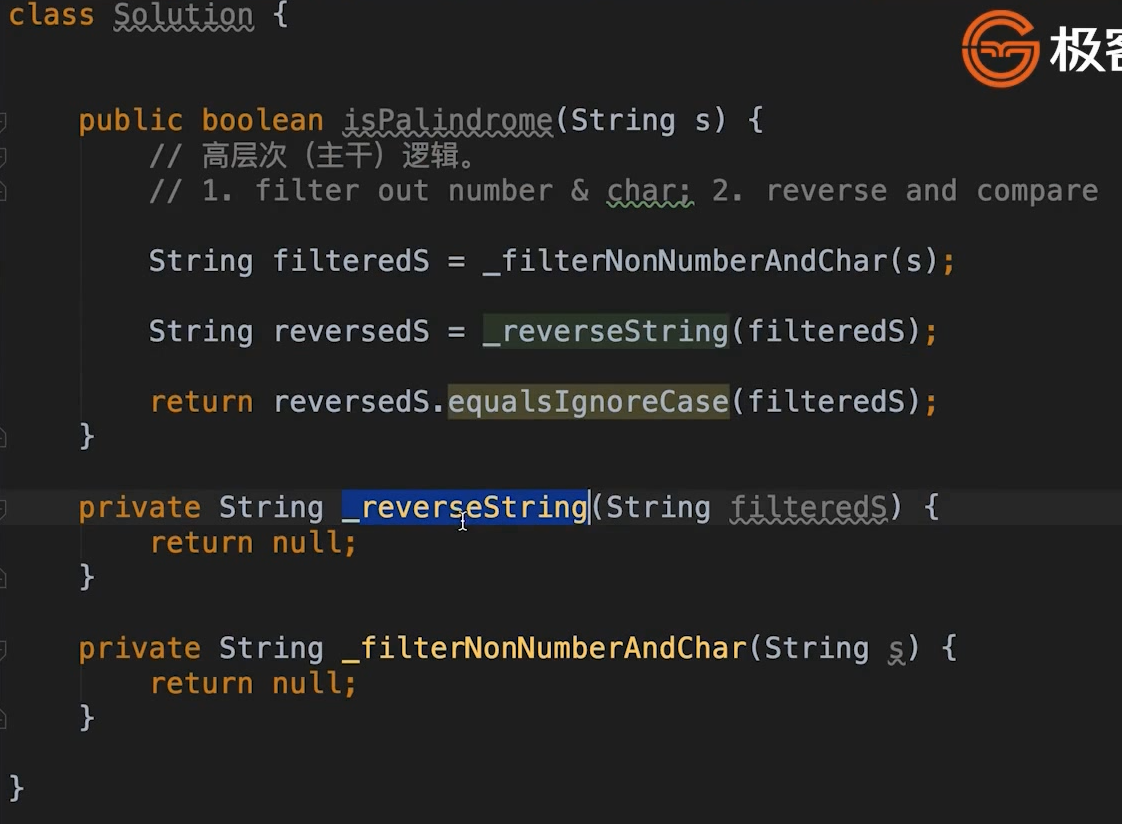 class Solution {
极客
public boolean isPalindrome(String s) {
// 高层次（主干）逻辑。
// 1. filter out number & char; 2. reverse and compare
String filteredS = _filterNonNumberAndChar(s);
String reversedS = _reverseString(filteredS);
return reversedS.equalsIgnoreCase(filteredS);
}
private String _reverseString(String filteredS) {
return null;
}
private String _filterNonNumberAndChar(String s) {
return null;
}
}